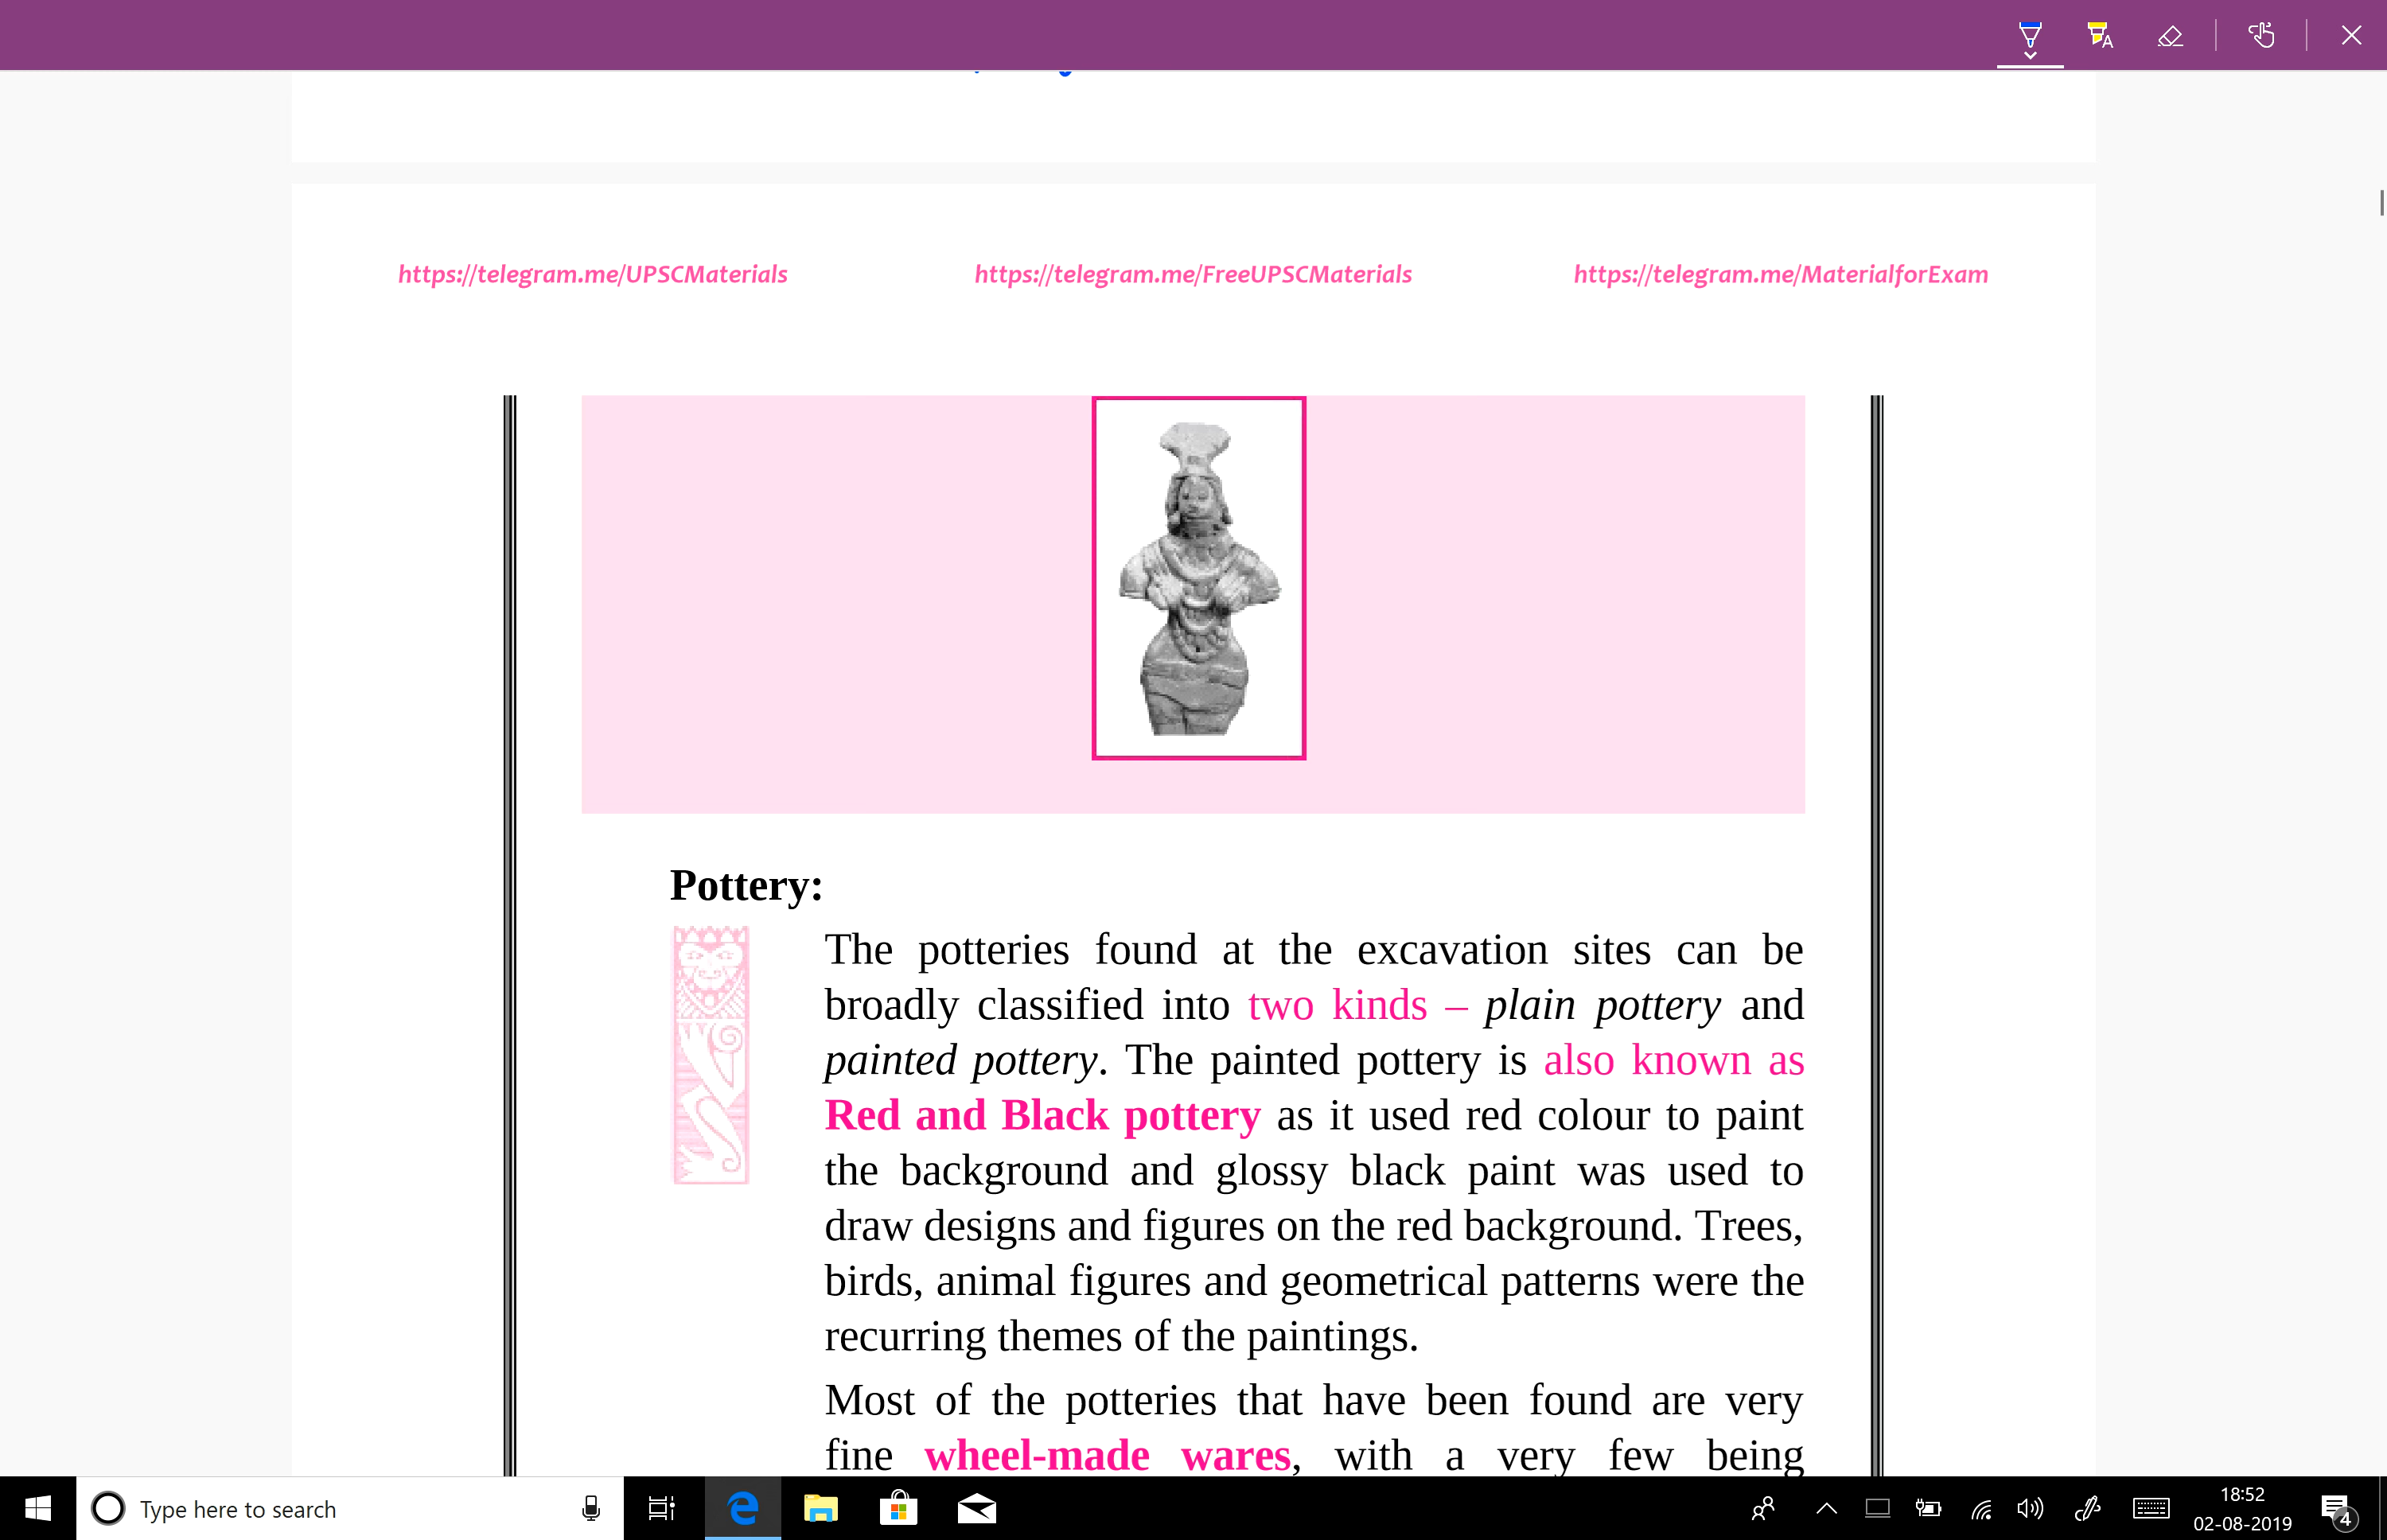 https://telegram.me/UPSCMaterials
https://telegram.me/FreeUPSCMaterials
https://telegram.me/MaterialforExam
Pottery:
The potteries found at the excavation sites can be
broadly classified into two kinds – plain pottery and
painted pottery. The painted pottery is also known as
Red and Black pottery as it used red colour to paint
the background and glossy black paint was used to
draw designs and figures on the red background. Trees,
birds, animal figures and geometrical patterns were the
recurring themes of the paintings.
Most of the potteries that have been found are very
fine wheel-made wares, with a very few being
Type here to search
18:52
02-08-2019
4